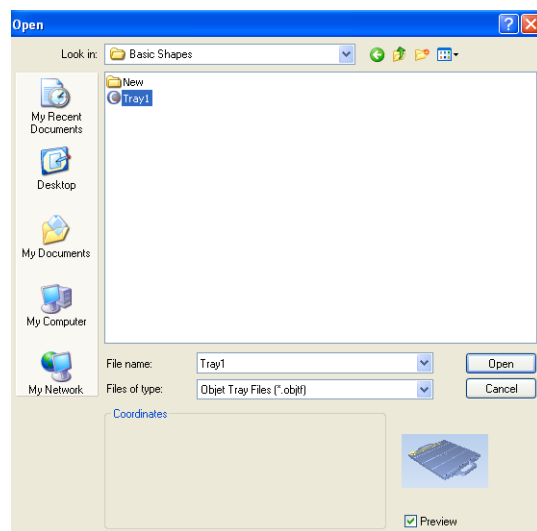 Open
Look in: Basic Shapes
New
Tray1
My Recent
Documents
Desktop
My Documents
My Computer
My Network
File name: Tray1 Open
Files of type: Objet Tray Files (*.objtf) Cancel
Coordinates
Preview